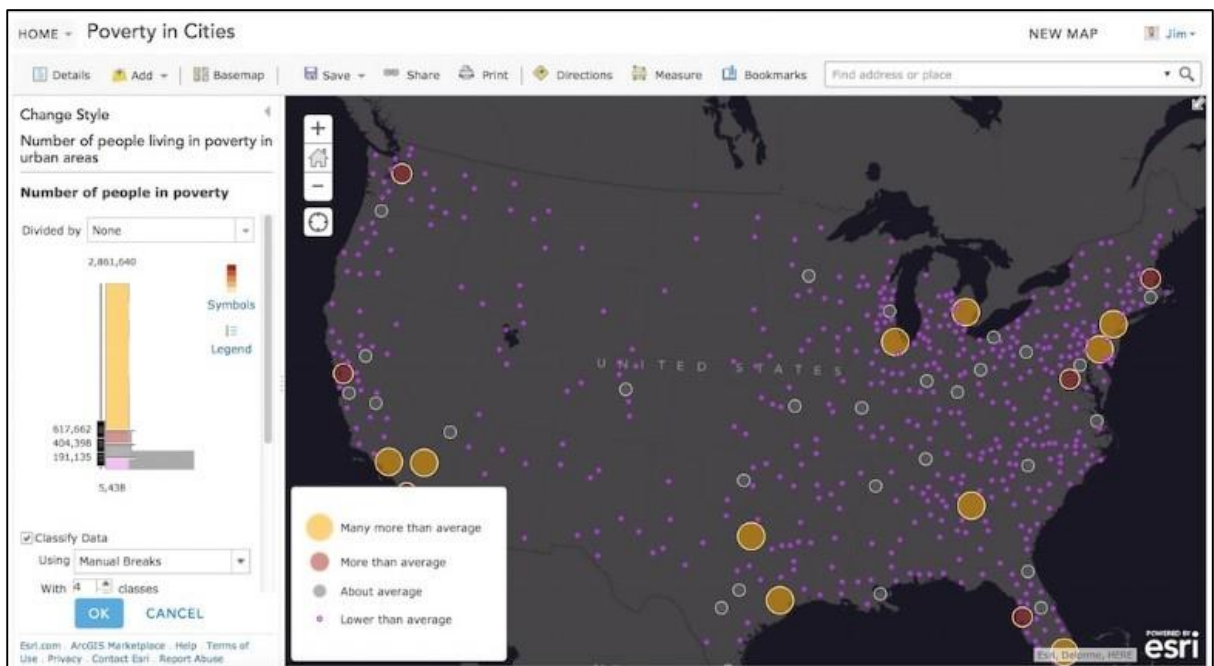 HOME Poverty in Cities NEW MAP Jim
Details Add Basemap Save Share Print Directions Measure Bookmarks Find address or place
Change Style
Number of people living in poverty in
urban areas
Number of people in poverty
Divided by None
2,861,640
Symbols
Legend
617,662
404,398
191,135
5,438
Classify Data
Using Manual Breaks
With 4 classes
OK CANCEL
Esri.com . ArcGIS Marketplace . Help . Terms of
Use . Privacy . Contact Esri . Report Abuse
UNITED STATES
Many more than average
More than average
About average
Lower than average
POWERED BY
esri
Esri, Delorme, HERE